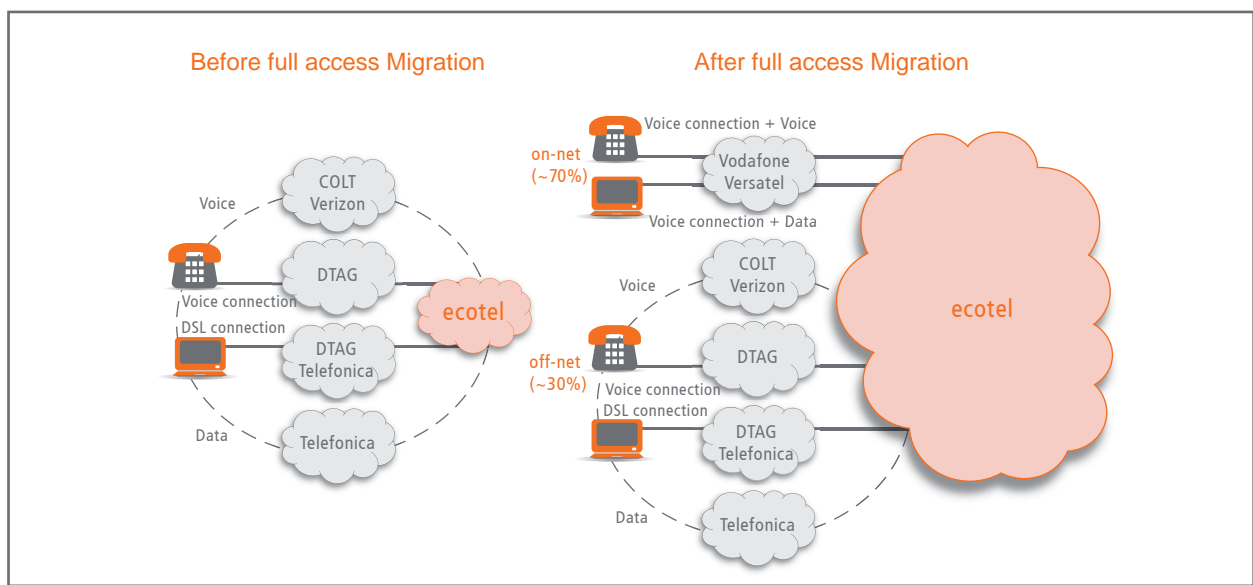 Before full access Migration
COLT
Verizon
Voice
DTAG
Voice connection
ecotel
DSL connection
DTAG
Telefonica
Data
Telefonica
After full access Migration
Voice connection + Voice
on-net
(~70%)
Vodafone
Versatel
Voice connection + Data
COLT
Verizon
Voice
ecotel
off-net
(~30%)
DTAG
Voice connection
DSL connection
DTAG
Telefonica
Data
Telefonica